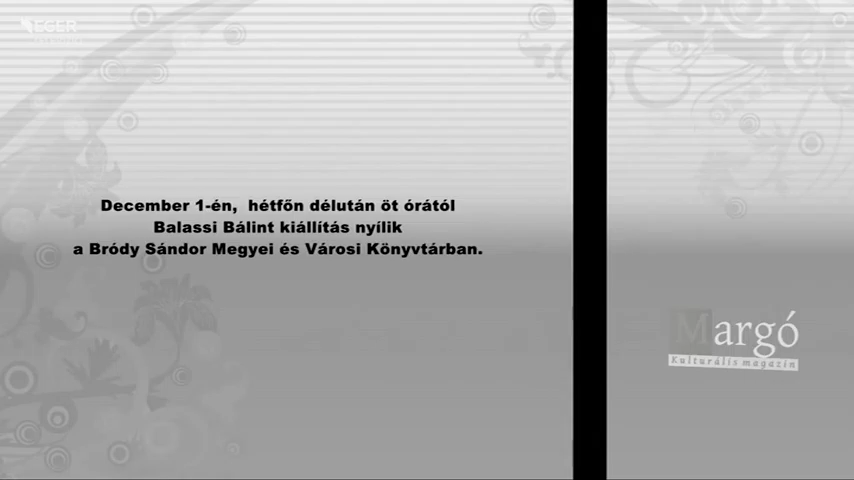 EGER
December 1-én,  hétfőn délután öt órától
Balassi Bálint kiállítás nyílik
a Bródy Sándor Megyei és Városi Könyvtárban.
Margó
Kulturális magazin